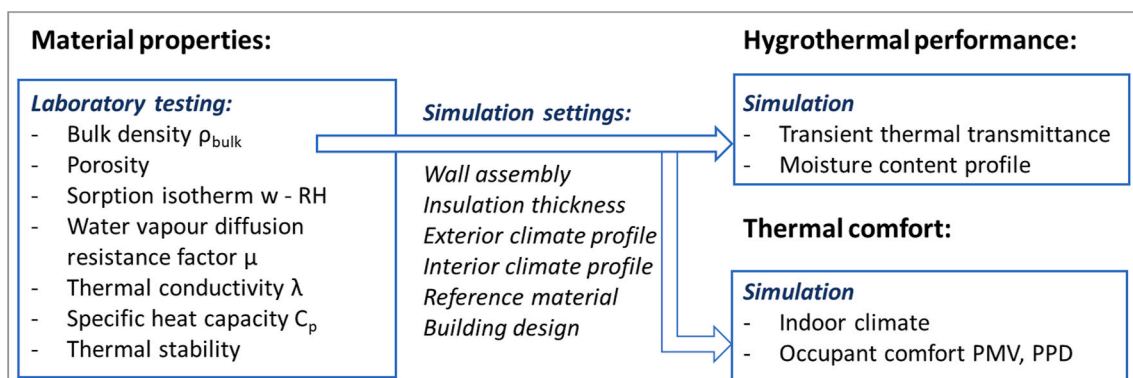 Material properties:
Laboratory testing:
- Bulk density ρbulk
- Porosity
- Sorption isotherm w - RH
- Water vapour diffusion
resistance factor μ
- Thermal conductivity λ
- Specific heat capacity Cp
- Thermal stability
Simulation settings:
Wall assembly
Insulation thickness
Exterior climate profile
Interior climate profile
Reference material
Building design
Hygrothermal performance:
Simulation
- Transient thermal transmittance
- Moisture content profile
Thermal comfort:
Simulation
- Indoor climate
- Occupant comfort PMV, PPD